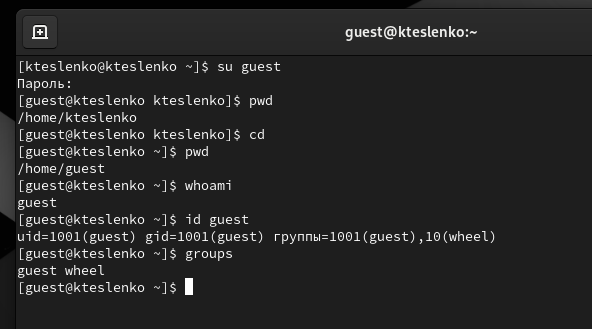 guest@kteslenko:~
[kteslenko@kteslenko ~]$ su guest
Пароль:
[guest@kteslenko kteslenko]$ pwd
/home/kteslenko
[guest@kteslenko kteslenko]$ cd
[guest@kteslenko ~]$ pwd
/home/guest
[guest@kteslenko ~]$ whoami
guest
[guest@kteslenko ~]$ id guest
uid=1001(guest) gid=1001(guest) группы=1001(guest),10(wheel)
[guest@kteslenko ~]$ groups
guest wheel
[guest@kteslenko ~]$